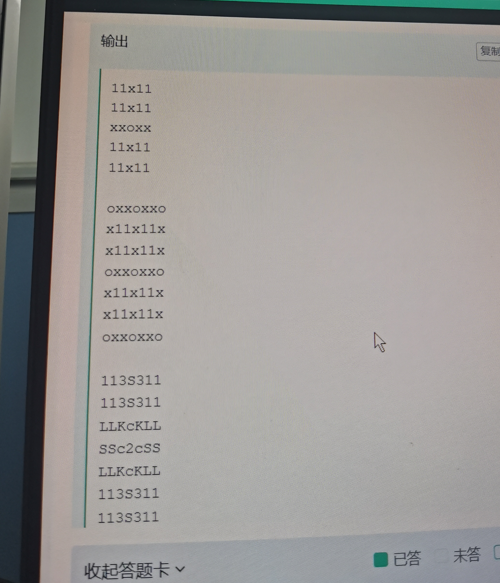 输出
复制
11x11
11x11
xxoxx
11x11
11x11
oxxoxxo
x11x11x
x11x11x
oxxoxxo
x11x11x
x11x11x
oxxoxxo
113S311
113S311
LLKcKLL
SSc2cSS
LLKcKLL
113S311
113S311
收起答题卡
已答
未答